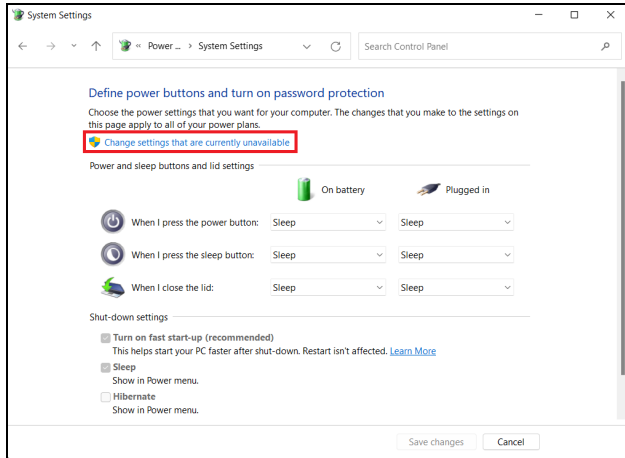 System Settings
« Power ... › System Settings
Search Control Panel
Define power buttons and turn on password protection
Choose the power settings that you want for your computer. The changes that you make to the settings on
this page apply to all of your power plans.
Change settings that are currently unavailable
Power and sleep buttons and lid settings
On battery Plugged in
When I press the power button: Sleep Sleep
When I press the sleep button: Sleep Sleep
When I close the lid: Sleep Sleep
Shut-down settings
Turn on fast start-up (recommended)
This helps start your PC faster after shut-down. Restart isn't affected. Learn More
Sleep
Show in Power menu.
Hibernate
Show in Power menu.
Save changes Cancel